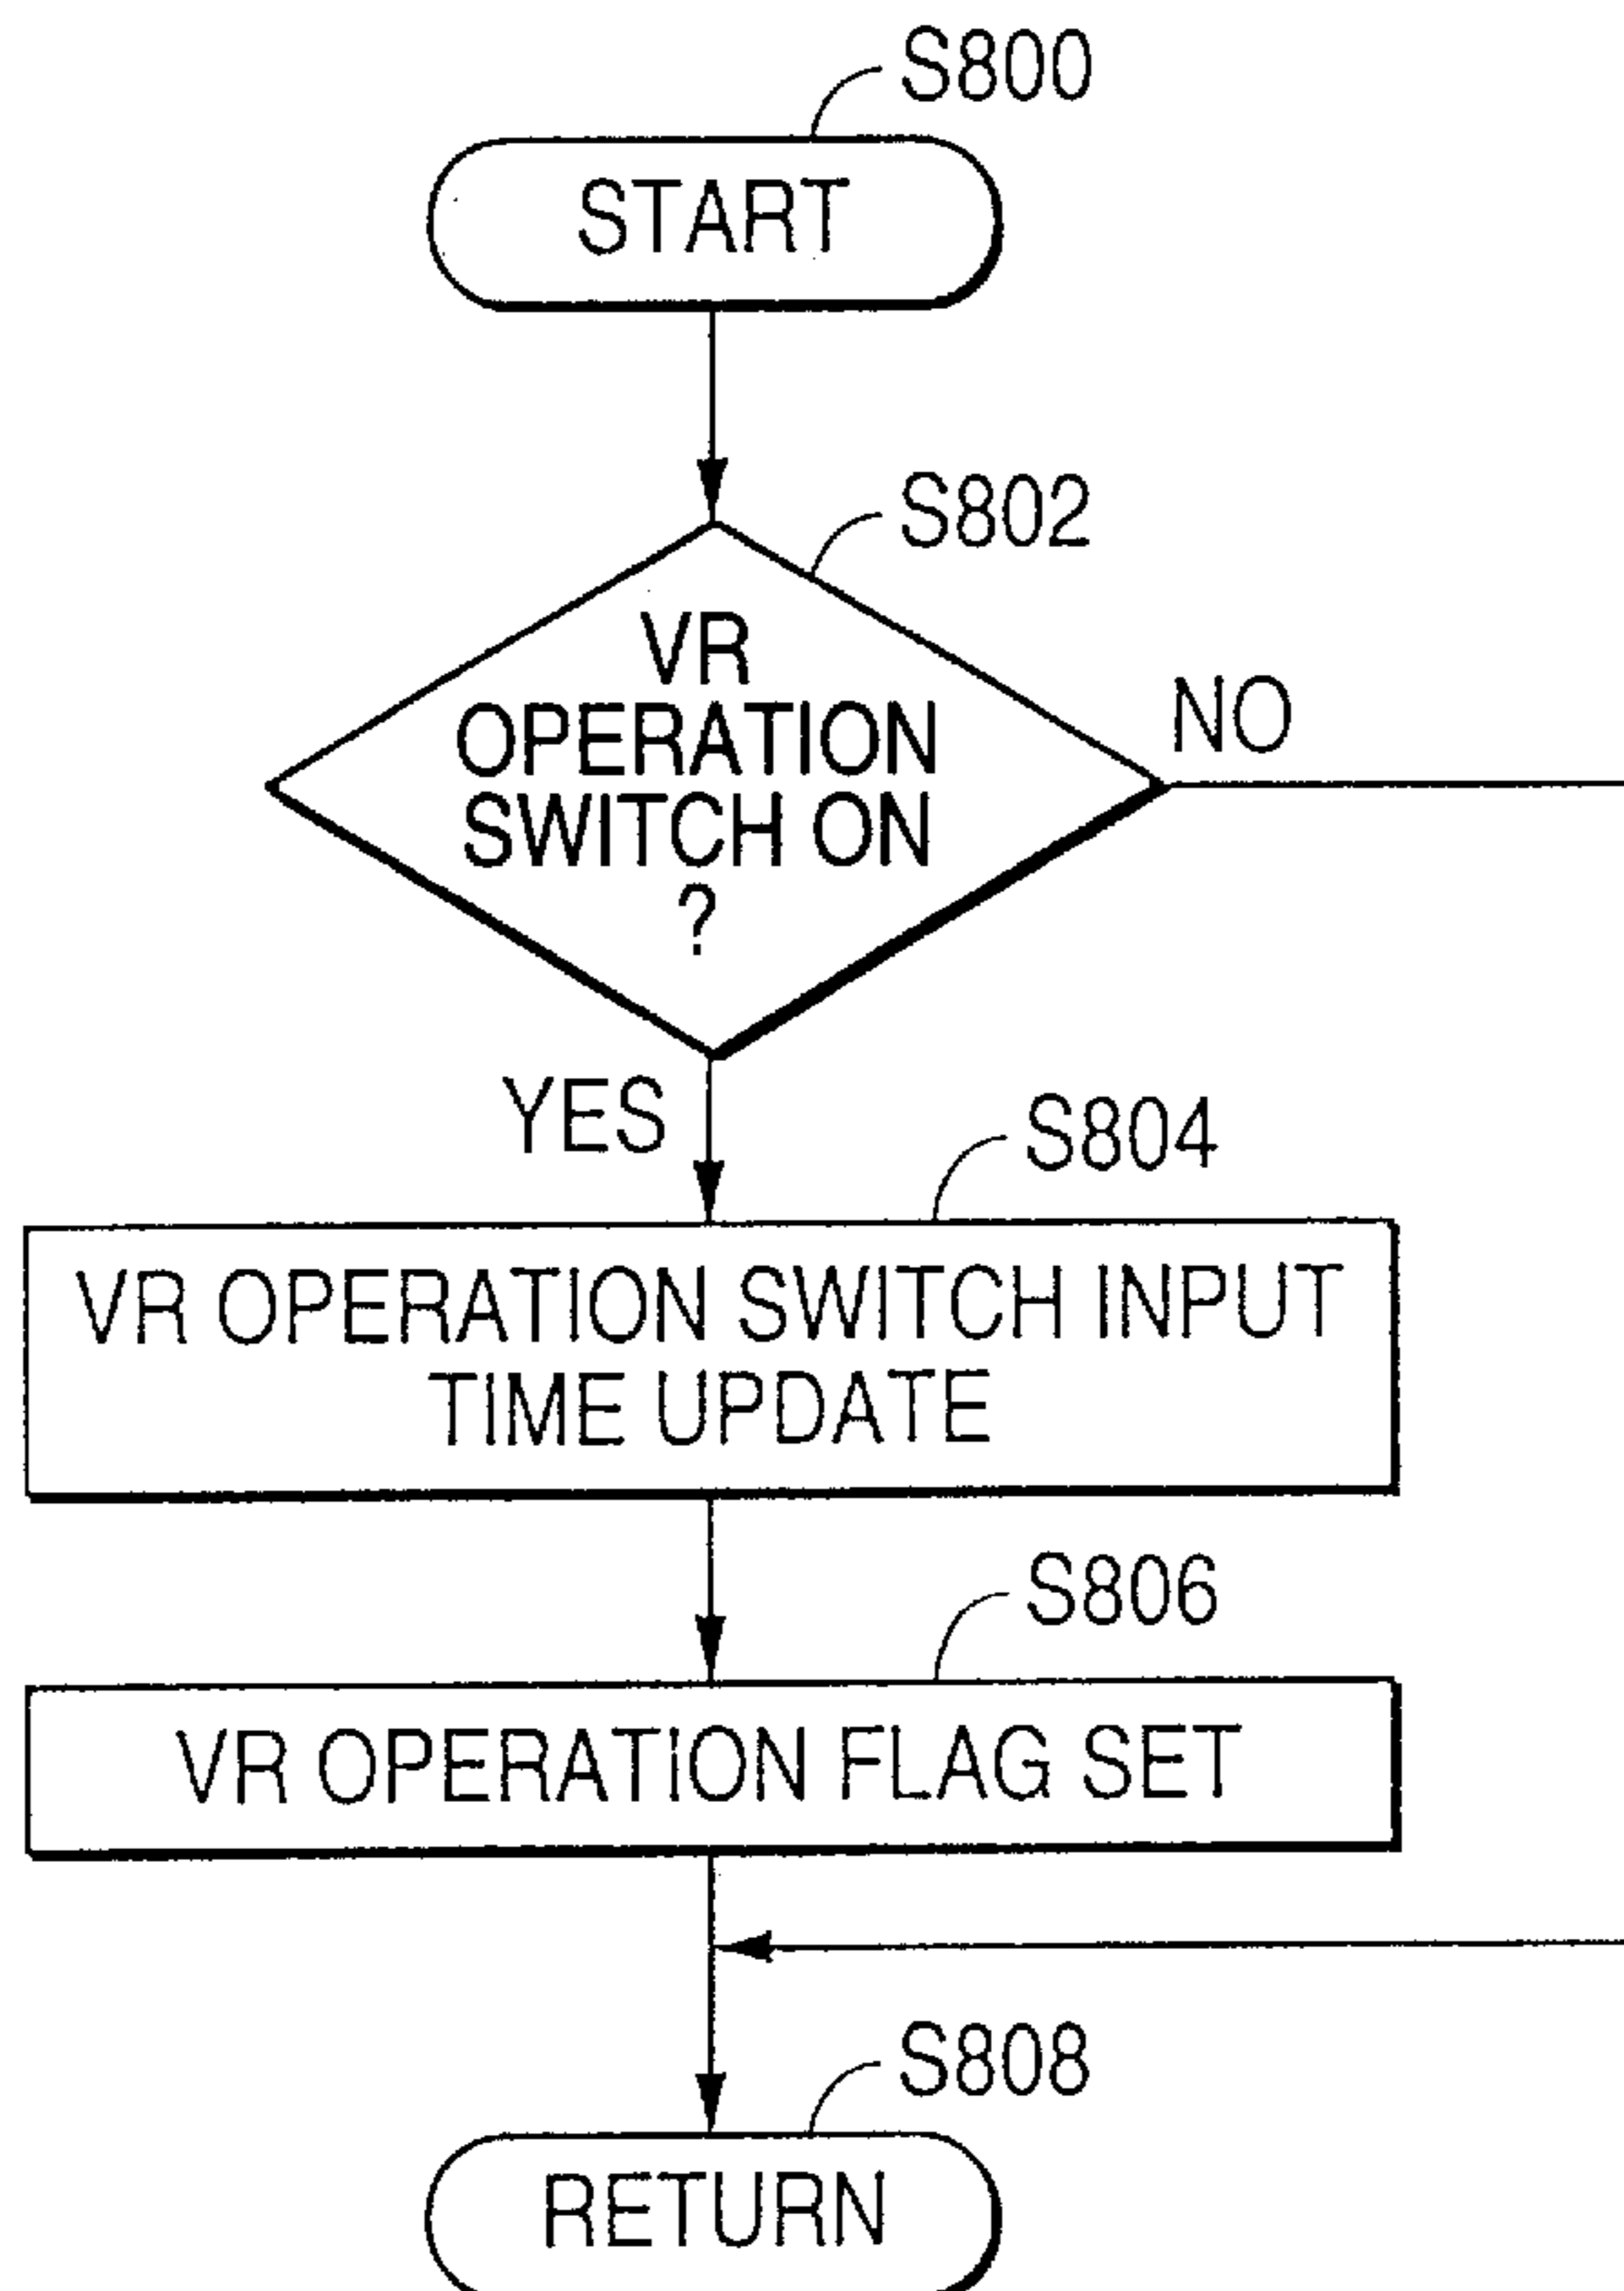 S800
START
S802
VR
OPERATION
SWITCH ON
?
NO
YES
S804
VR OPERATION SWITCH INPUT
TIME UPDATE
S806
VR OPERATION FLAG SET
S808
RETURN